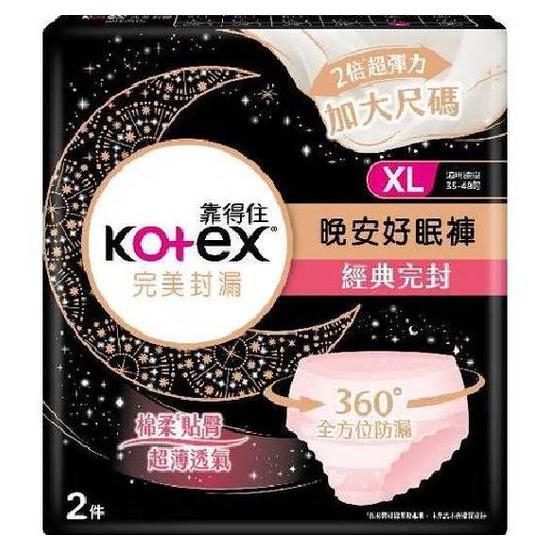 2倍超彈力
加大尺碼
XL
35-48吋
靠得住
Kotex®
完美封漏
晚安好眠褲
經典完封
360°
全方位防漏
棉柔貼臀
超薄透氣
2件